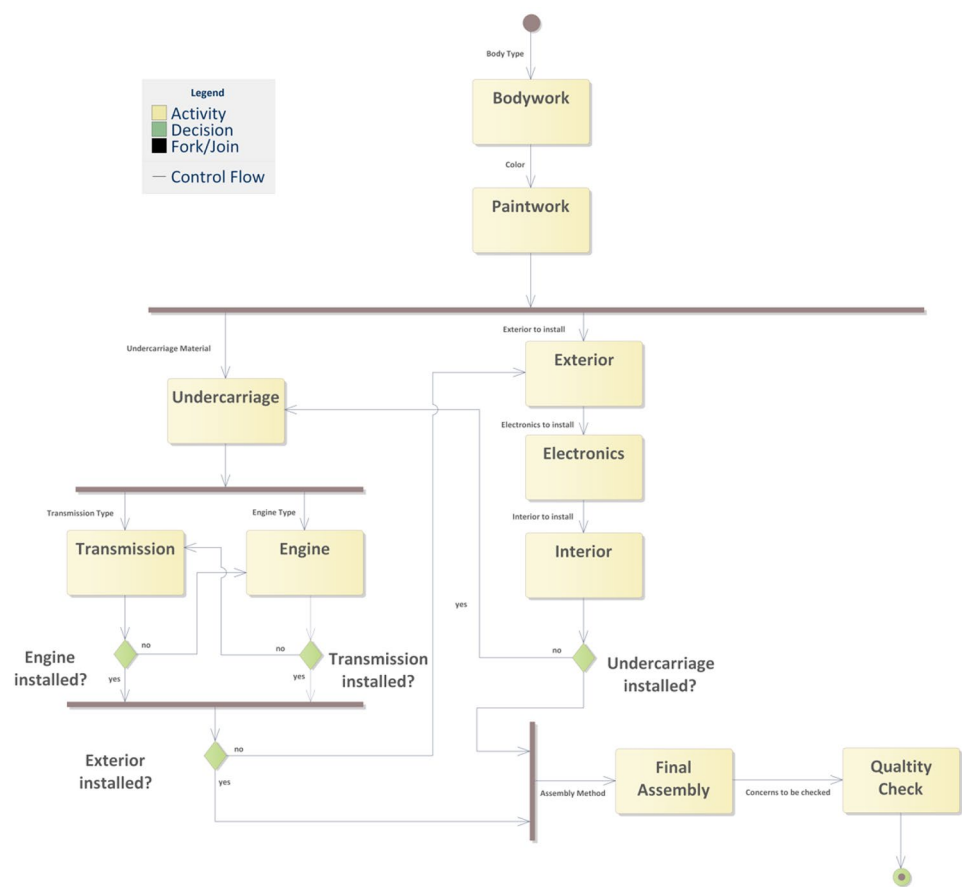 Body Type
Bodywork
Legend
Activity
Decision
Fork/Join
Control Flow
Color
Paintwork
Exterior to install
Undercarriage Material
Exterior
Undercarriage
Electronics to install
Electronics
Transmission Type
Engine Type
Interior to install
Transmission
Engine
Interior
yes
no
no
no
Engine
installed?
Transmission
installed?
Undercarriage
installed?
yes
yes
no
Exterior
installed?
yes
Final
Assembly
Qualtity
Check
Assembly Method
Concerns to be checked